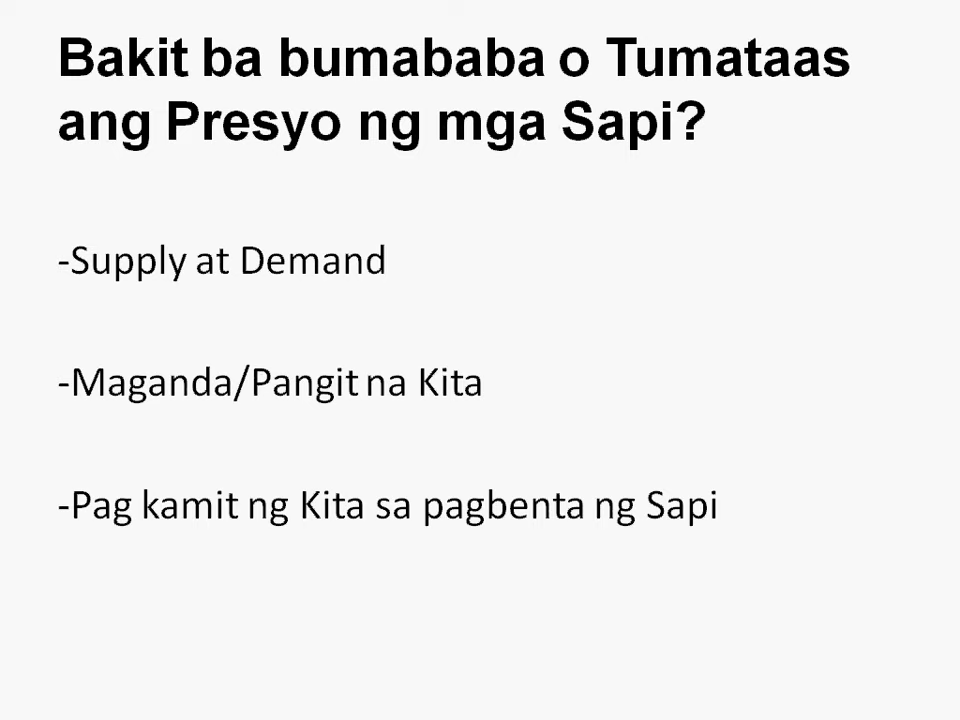 Bakit ba bumababa o Tumataas
ang Presyo ng mga Sapi?
-Supply at Demand
-Maganda/Pangit na Kita
-Pag kamit ng Kita sa pagbenta ng Sapi